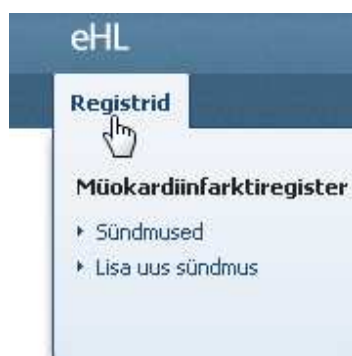 eHL
Registrid
Müokardiinfarktiregister
Sündmused
Lisa uus sündmus